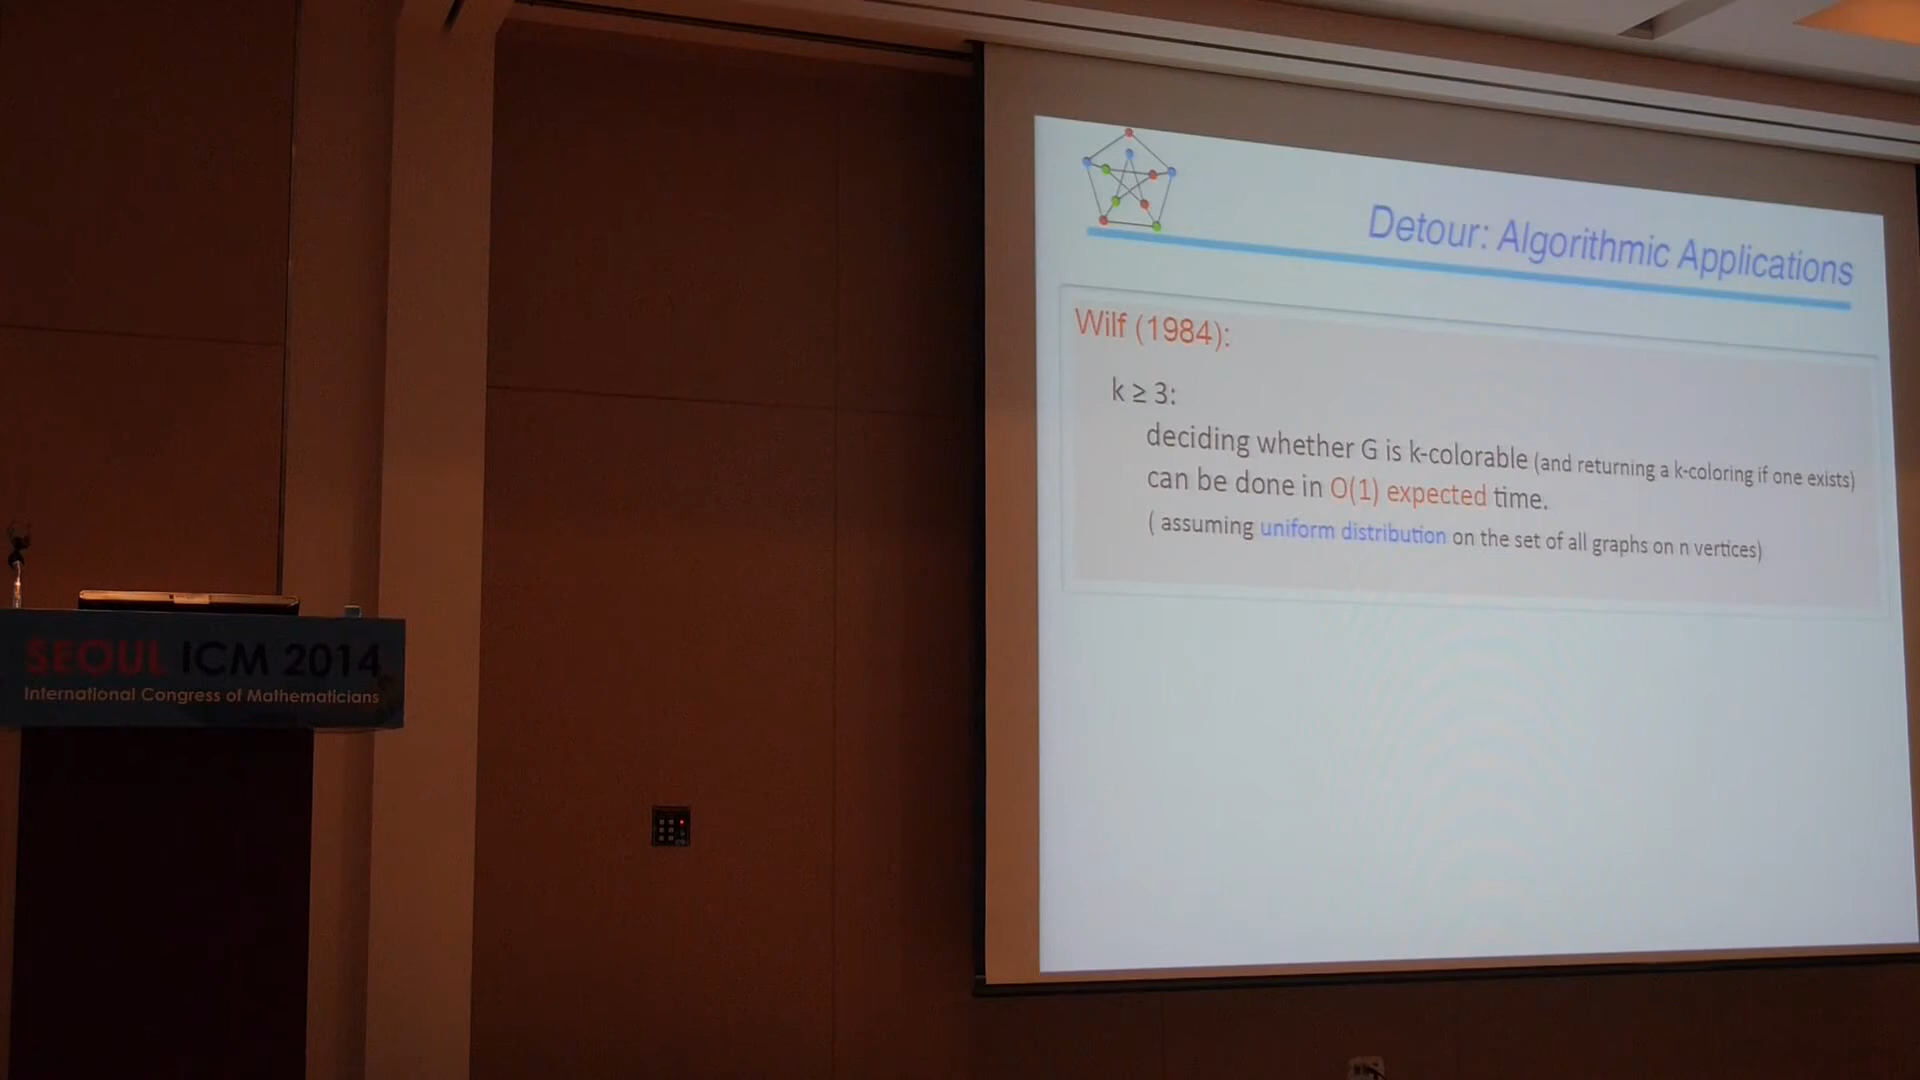 Detour: Algorithmic Applications
Wilf (1984):
k ≥ 3:
deciding whether G is k-colorable (and returning a k-coloring if one exists)
can be done in O(1) expected time.
( assuming uniform distribution on the set of all graphs on n vertices)
SEOUL ICM 2014
International Congress of Mathematicians